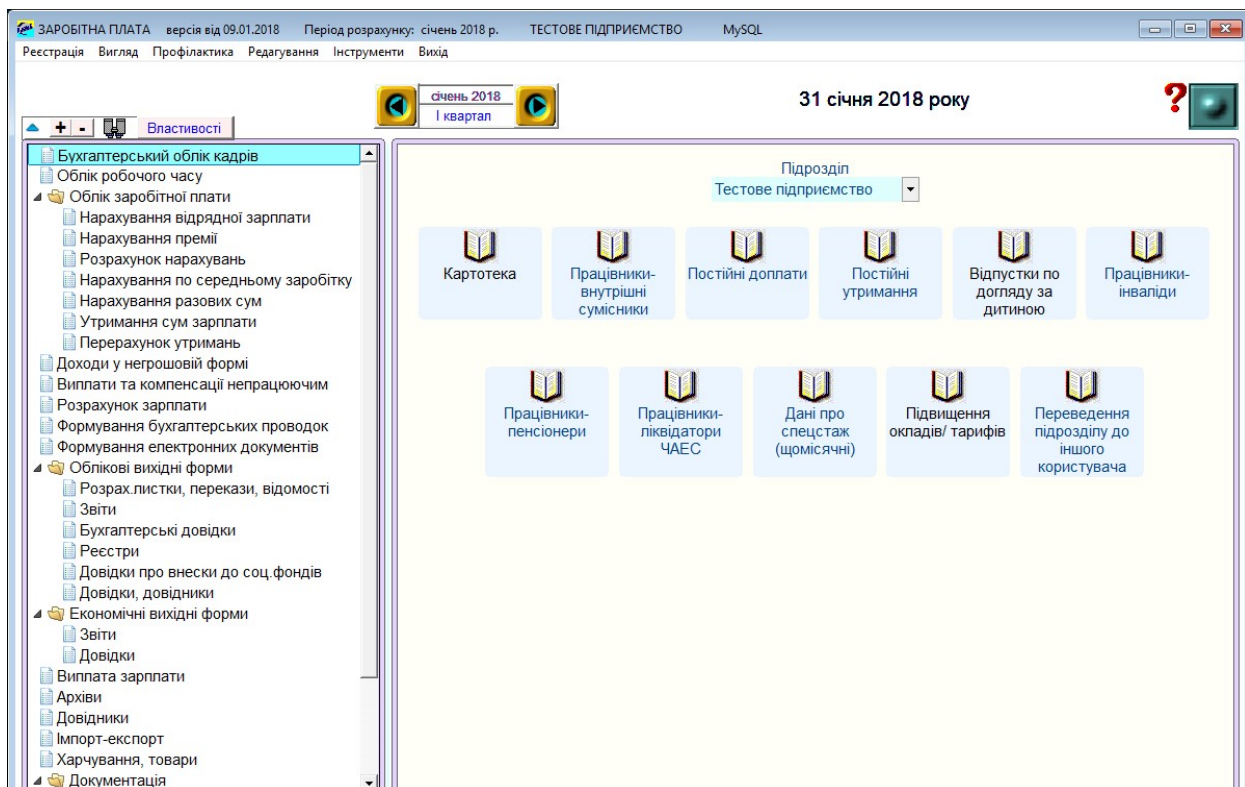 ЗАРОБІТНА ПЛАТА версія від 09.01.2018 Період розрахунку: січень 2018 р. ТЕСТОВЕ ПІДПРИЄМСТВО MySQL
Реєстрація Вигляд Профілактика Редагування Інструменти Вихід
січень 2018
І квартал
31 січня 2018 року
?
+ - Властивості
Бухгалтерський облік кадрів
Облік робочого часу
Облік заробітної плати
Нарахування відрядної зарплати
Нарахування премії
Розрахунок нарахувань
Нарахування по середньому заробітку
Нарахування разових сум
Утримання сум зарплати
Перерахунок утримань
Доходи у негрошовій формі
Виплати та компенсації непрацюючим
Розрахунок зарплати
Формування бухгалтерських проводок
Формування електронних документів
Облікові вихідні форми
Розрах.листки, перекази, відомості
Звіти
Бухгалтерські довідки
Реєстри
Довідки про внески до соц.фондів
Довідки, довідники
Економічні вихідні форми
Звіти
Довідки
Виплата зарплати
Архіви
Довідники
Імпорт-експорт
Харчування, товари
Документація
Підрозділ
Тестове підприємство
Картотека
Працівники-
внутрішні
сумісники
Постійні доплати
Постійні
утримання
Відпустки по
догляду за
дитиною
Працівники-
інваліди
Працівники-
пенсіонери
Працівники-
ліквідатори
ЧАЕС
Дані про
спецстаж
(щомісячні)
Підвищення
окладів/ тарифів
Переведення
підрозділу до
іншого
користувача